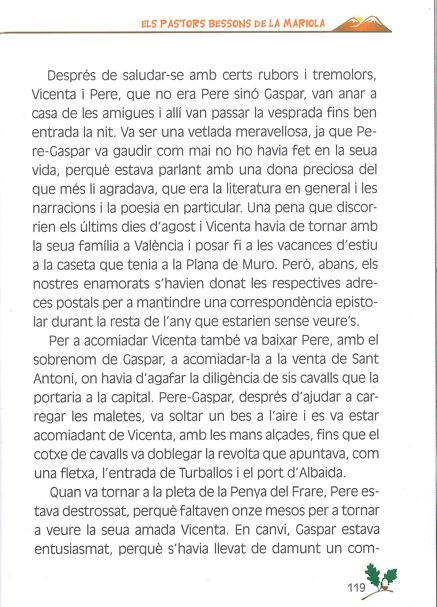 ELS PASTORS BESSONS DE LA MARIOLA
Després de saludar-se amb certs rubors i tremolors,
Vicenta i Pere, que no era Pere sinó Gaspar, van anar a
casa de les amigues i allí van passar la vesprada fins ben
entrada la nit. Va ser una vetlada meravellosa, ja que Pe-
re-Gaspar va gaudir com mai no ho havia fet en la seua
vida, perquè estava parlant amb una dona preciosa del
que més li agradava, que era la literatura en general i les
narracions i la poesia en particular. Una pena que discor-
rien els últims dies d'agost i Vicenta havia de tornar amb
la seua família a València i posar fi a les vacances d'estiu
a la caseta que tenia a la Plana de Muro. Però, abans, els
nostres enamorats s'havien donat les respectives adre-
ces postals per a mantindre una correspondència episto-
lar durant la resta de l'any que estarien sense veure's.
Per a acomiadar Vicenta també va baixar Pere, amb el
sobrenom de Gaspar, a acomiadar-la a la venta de Sant
Antoni, on havia d'agafar la diligència de sis cavalls que la
portaria a la capital. Pere-Gaspar, després d'ajudar a car-
regar les maletes, va soltar un bes a l'aire i es va estar
acomiadant de Vicenta, amb les mans alçades, fins que el
cotxe de cavalls va doblegar la revolta que apuntava, com
una fletxa, l'entrada de Turballos i el port d'Albaida.
Quan va tornar a la pleta de la Penya del Frare, Pere es-
tava destrossat, perquè faltaven onze mesos per a tornar
a veure la seua amada Vicenta. En canvi, Gaspar estava
entusiasmat, perquè s'havia llevat de damunt un com-
119